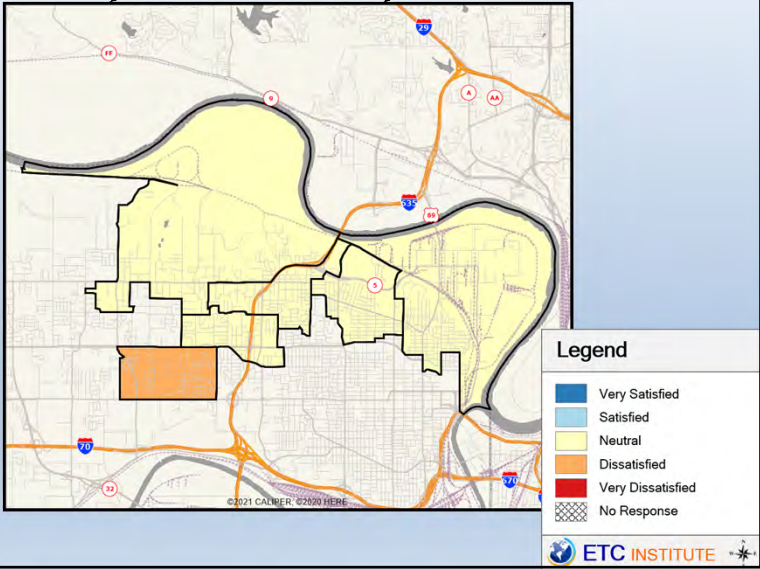 29
FF
9
A
AA
635
69
5
Legend
Very Satisfied
Satisfied
Neutral
Dissatisfied
Very Dissatisfied
No Response
70
32
670
©2021 CALIPER; ©2020 HERE
ETC INSTITUTE